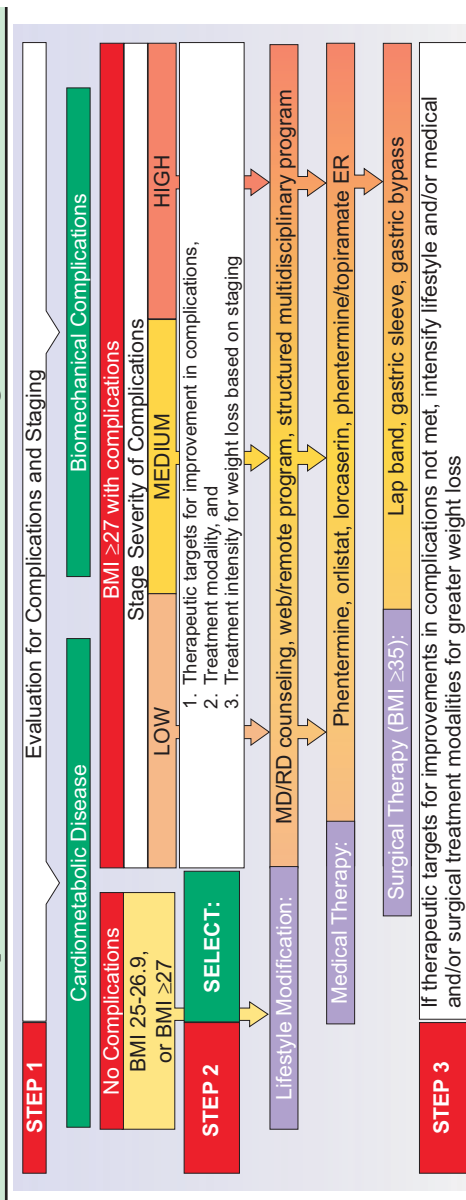 STEP 1
Evaluation for Complications and Staging
Cardiometabolic Disease
Biomechanical Complications
No Complications
BMI 25-26.9,
or BMI ≥27
BMI ≥27 with complications
Stage Severity of Complications
LOW
MEDIUM
HIGH
STEP 2
SELECT:
1. Therapeutic targets for improvement in complications,
2. Treatment modality, and
3. Treatment intensity for weight loss based on staging
Lifestyle Modification:
MD/RD counseling, web/remote program, structured multidisciplinary program
Medical Therapy:
Phentermine, orlistat, lorcaserin, phentermine/topiramate ER
Surgical Therapy (BMI ≥35):
Lap band, gastric sleeve, gastric bypass
STEP 3
If therapeutic targets for improvements in complications not met, intensify lifestyle and/or medical
and/or surgical treatment modalities for greater weight loss